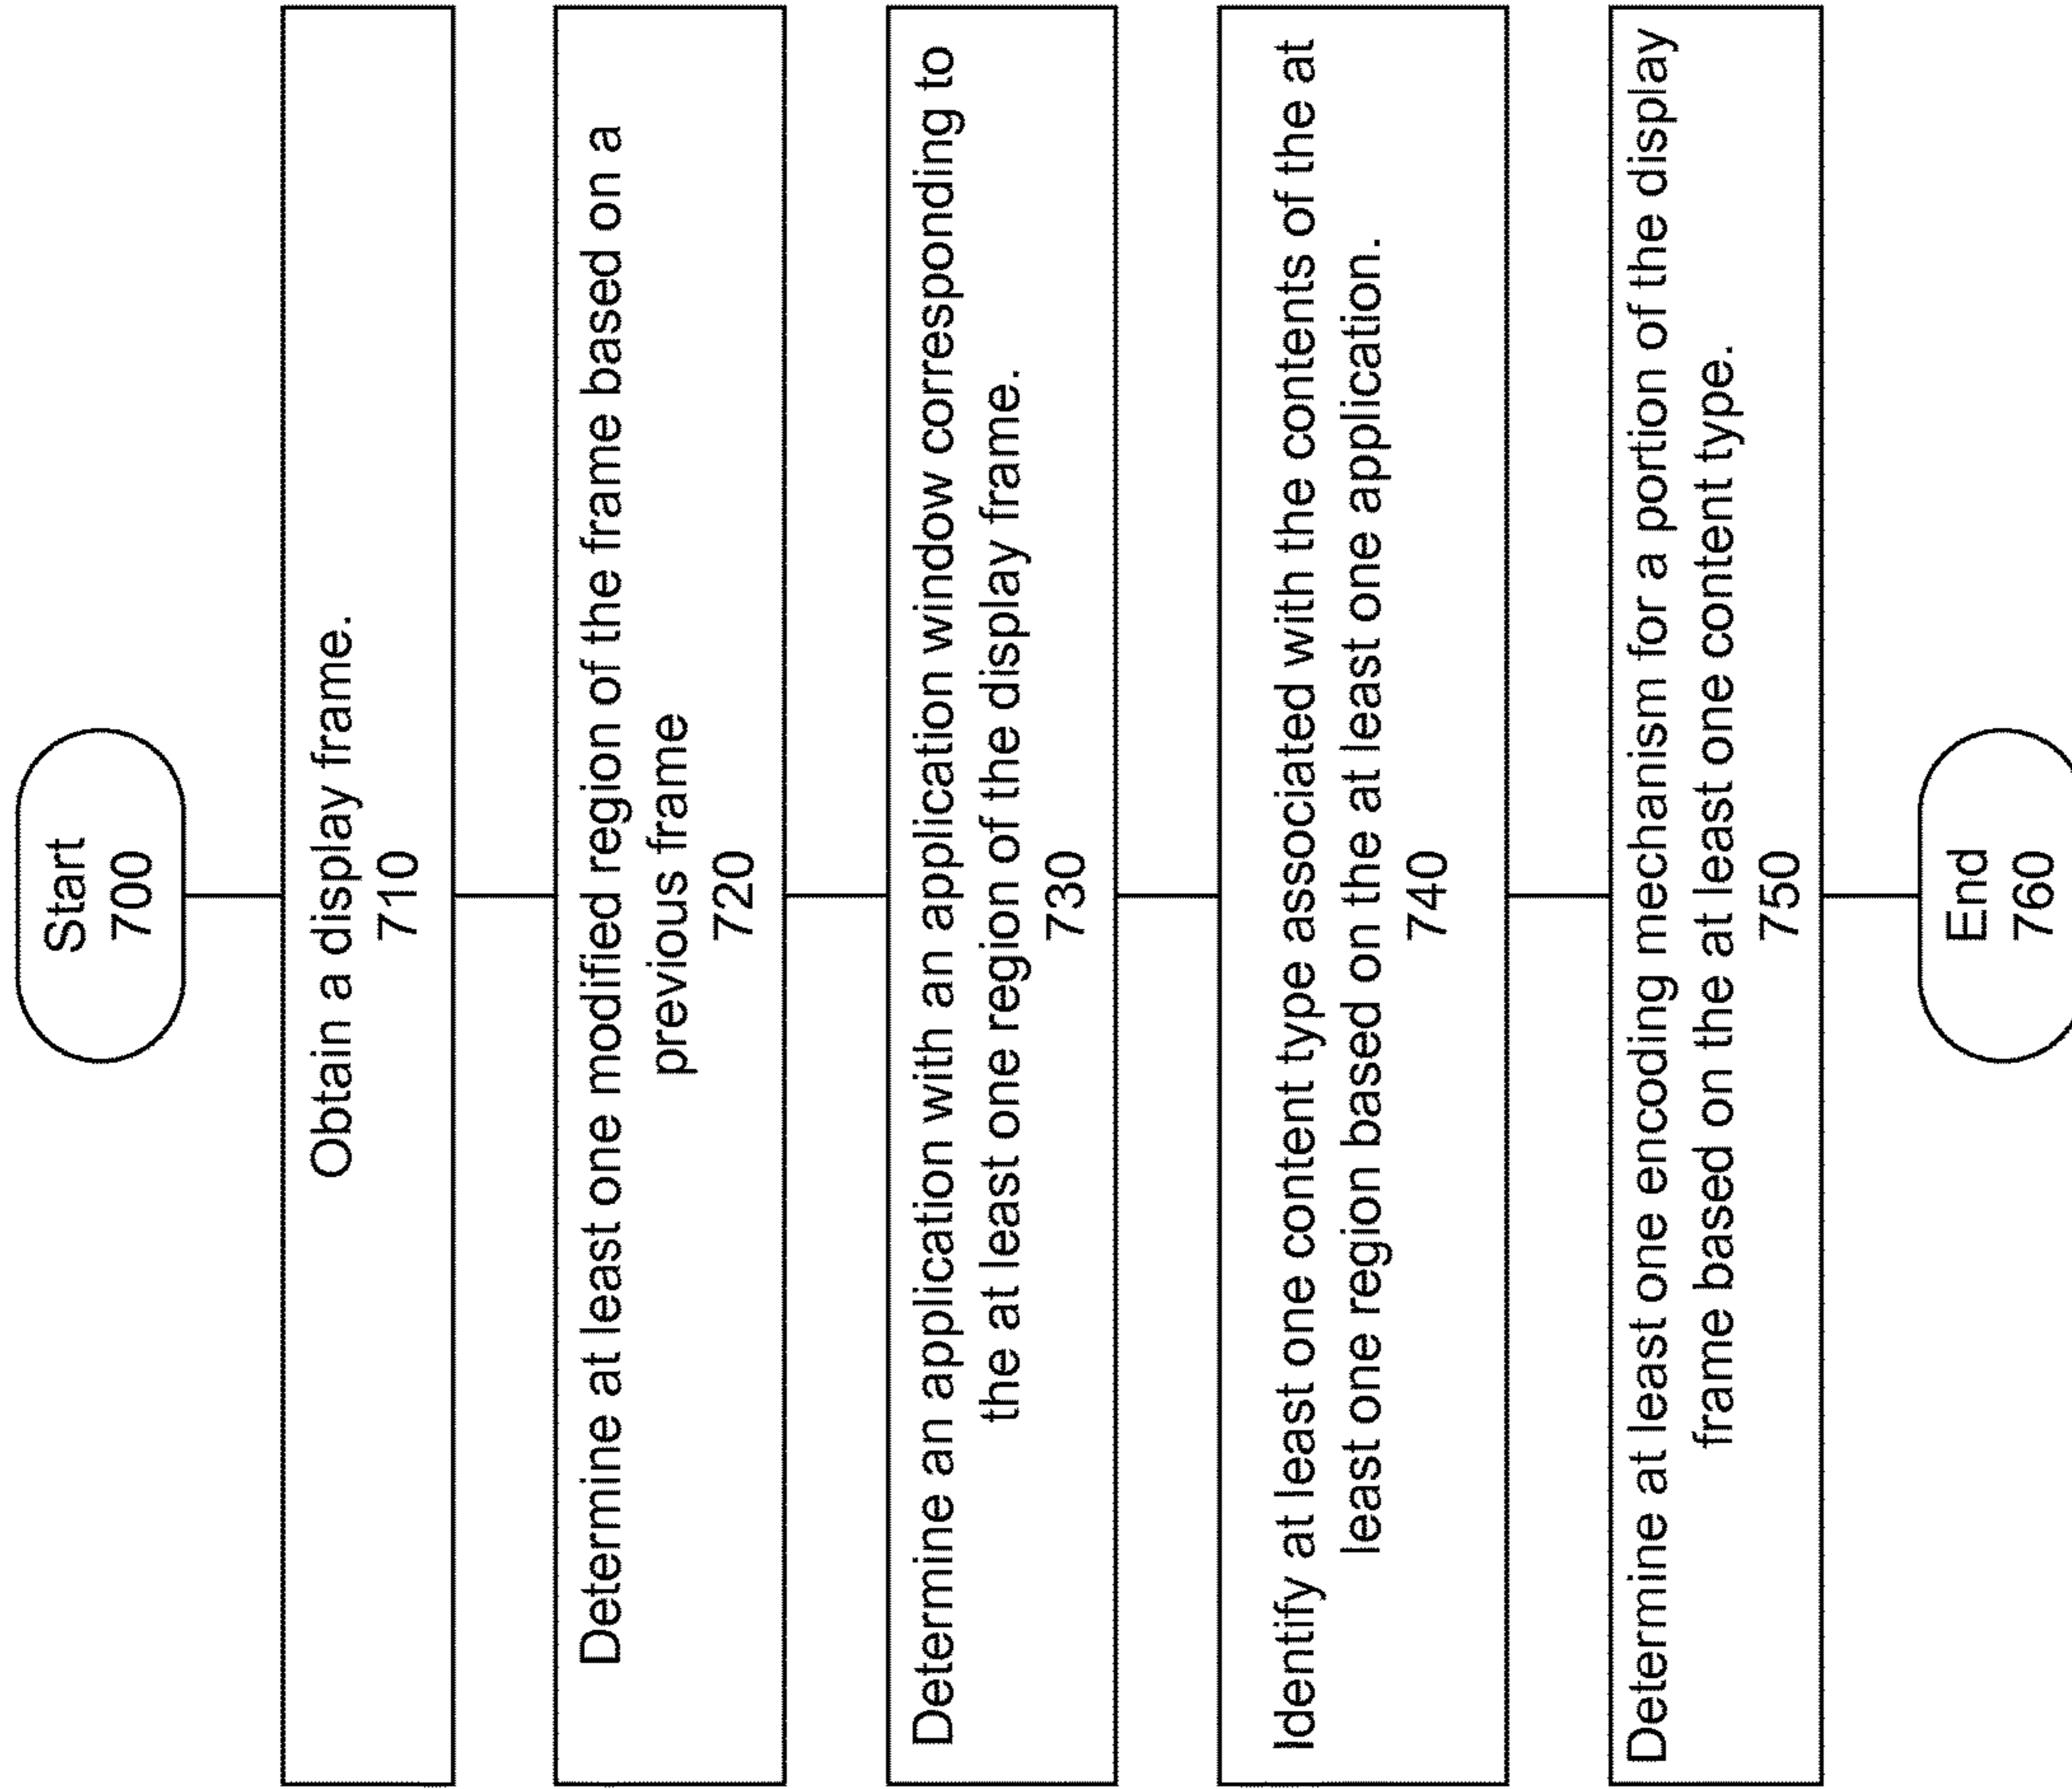 Start
700
Obtain a display frame.
710
Determine at least one modified region of the frame based on a
previous frame
720
Determine an application with an application window corresponding to
the at least one region of the display frame.
730
Identify at least one content type associated with the contents of the at
least one region based on the at least one application.
740
Determine at least one encoding mechanism for a portion of the display
frame based on the at least one content type.
750
End
760